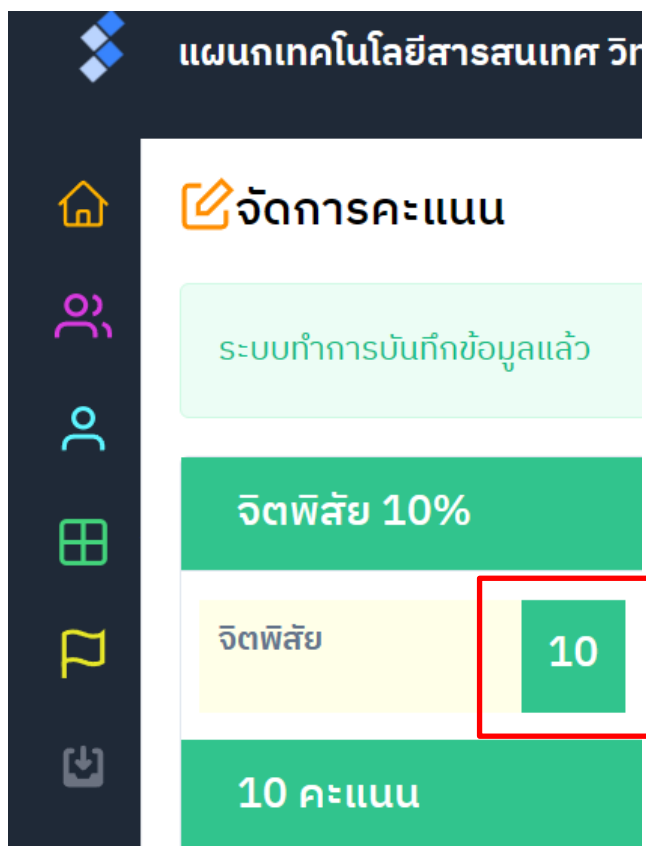 แผนกเทคโนโลยีสารสนเทศ
จัดการคะแนน
ระบบทำการบันทึกข้อมูลแล้ว
จิตพิสัย 10%
จิตพิสัย
10
10 คะแนน